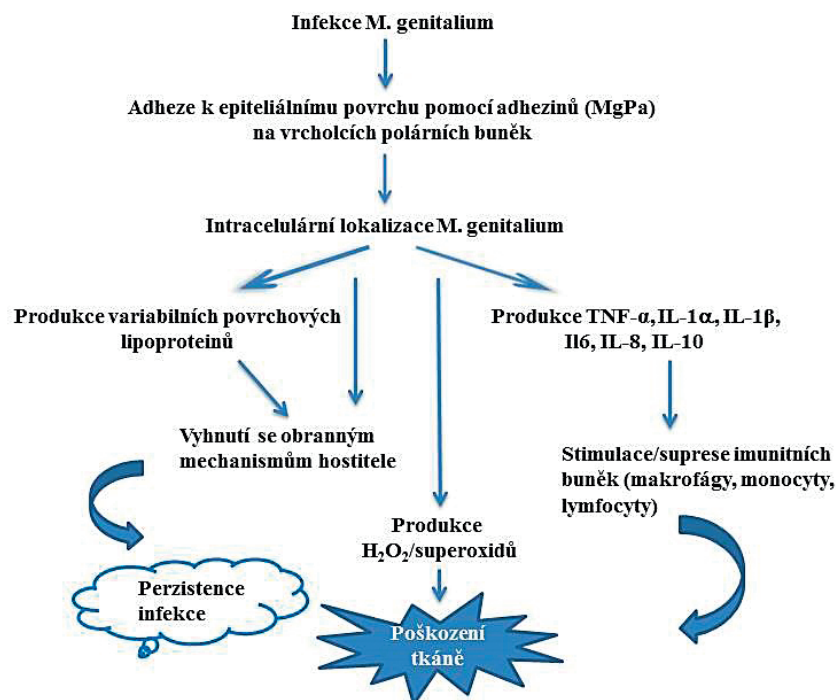 Infekce M. genitalium
Adheze k epiteliálnímu povrchu pomocí adhezinů (MgPa)
na vrcholcích polárních buněk
Intracelulární lokalizace M. genitalium
Produkce variabilních povrchových
lipoproteinů
Produkce TNF-α, IL-1α, IL-1β,
Il6, IL-8, IL-10
Vyhnutí se obranným
mechanismům hostitele
Stimulace/suprese imunitních
buněk (makrofágy, monocyty,
lymfocyty)
Produkce
H₂O₂/superoxidů
Perzistence
infekce
Poškození
tkáně